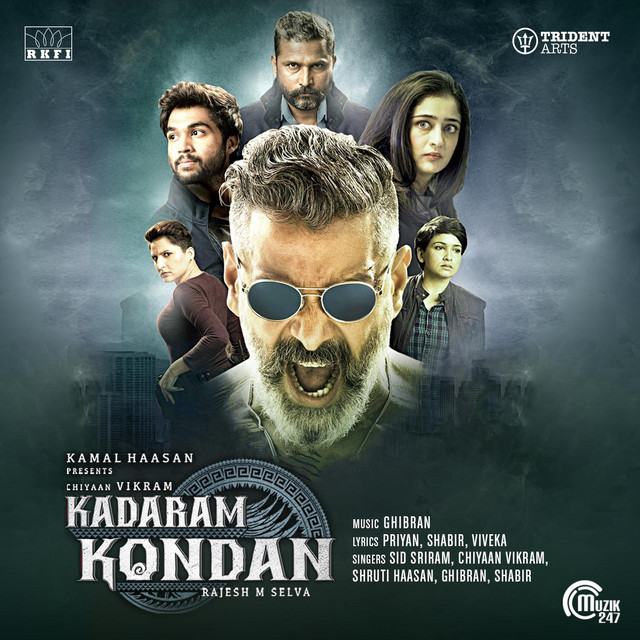 RKFI
TRIDENT
ARTS
KAMAL HAASAN
PRESENTS
CHIYAAN VIKRAM
KADARAM
KONDAN
RAJESH M SELVA
MUSIC GHIBRAN
LYRICS PRIYAN, SHABIR, VIVEKA
SINGERS SID SRIRAM, CHIYAAN VIKRAM,
SHRUTI HAASAN, GHIBRAN, SHABIR
MUZIK
247